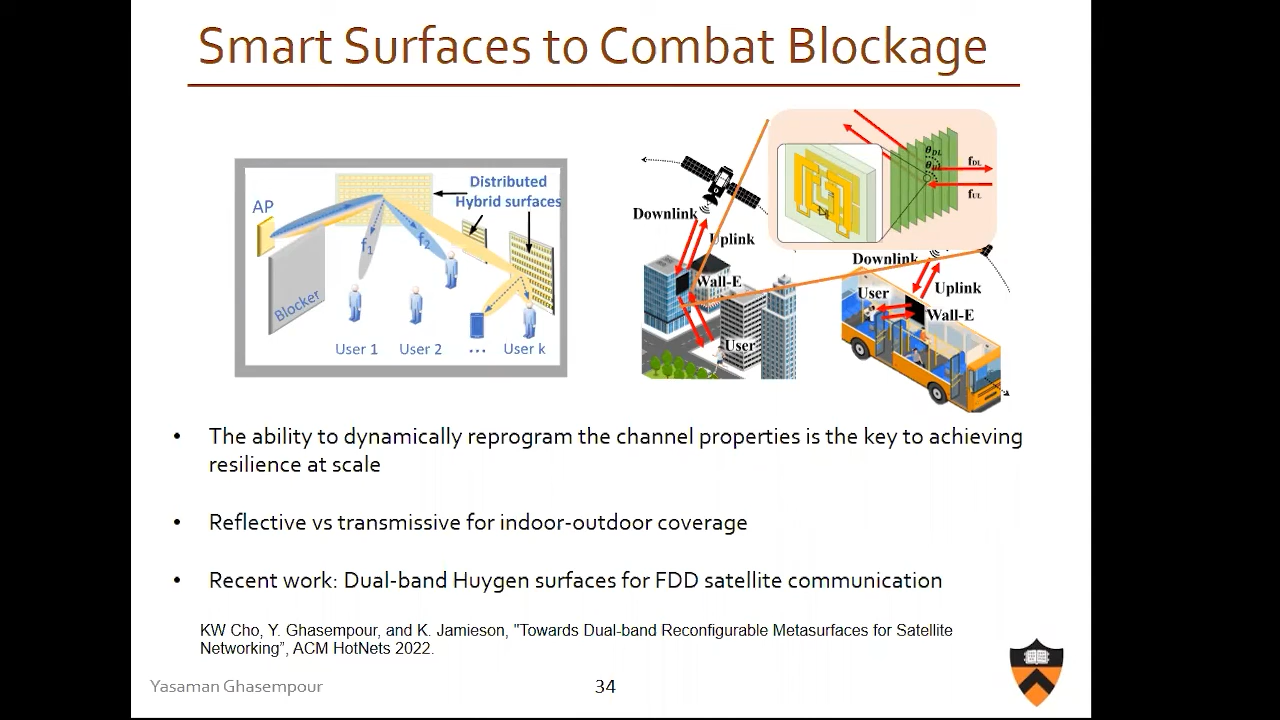 Smart Surfaces to Combat Blockage
AP
Blocker
f1
f2
Distributed
Hybrid surfaces
User 1
User 2
...
User k
Downlink
Uplink
Wall-E
User
θDL
θUL
fDL
fUL
Downlink
Uplink
User
Wall-E
• The ability to dynamically reprogram the channel properties is the key to achieving
resilience at scale
• Reflective vs transmissive for indoor-outdoor coverage
• Recent work: Dual-band Huygen surfaces for FDD satellite communication
KW Cho, Y. Ghasempour, and K. Jamieson, "Towards Dual-band Reconfigurable Metasurfaces for Satellite
Networking”, ACM HotNets 2022.
Yasaman Ghasempour
34